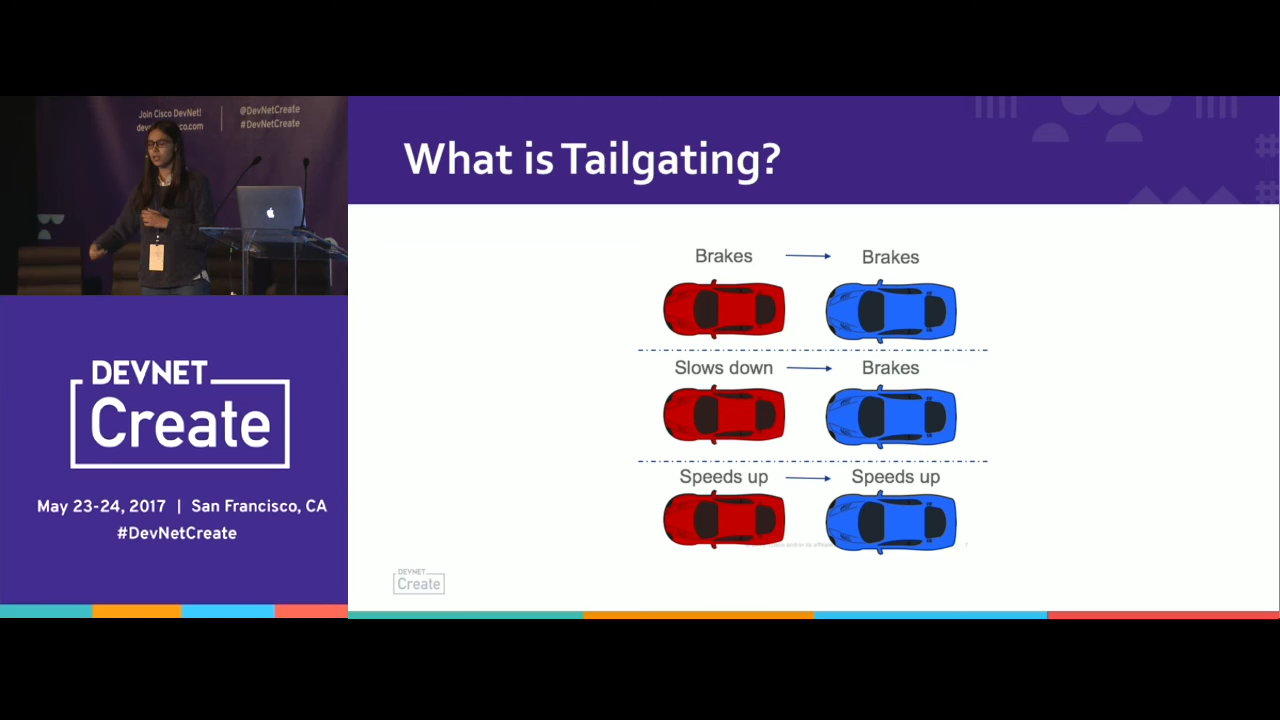 Join Cisco DevNet!
@DevNetCreate
#DevNetCreate
What is Tailgating?
Brakes
Brakes
Slows down
Brakes
Speeds up
Speeds up
DEVNET
Create
DEVNET
Create
May 23-24, 2017 | San Francisco, CA
#DevNetCreate